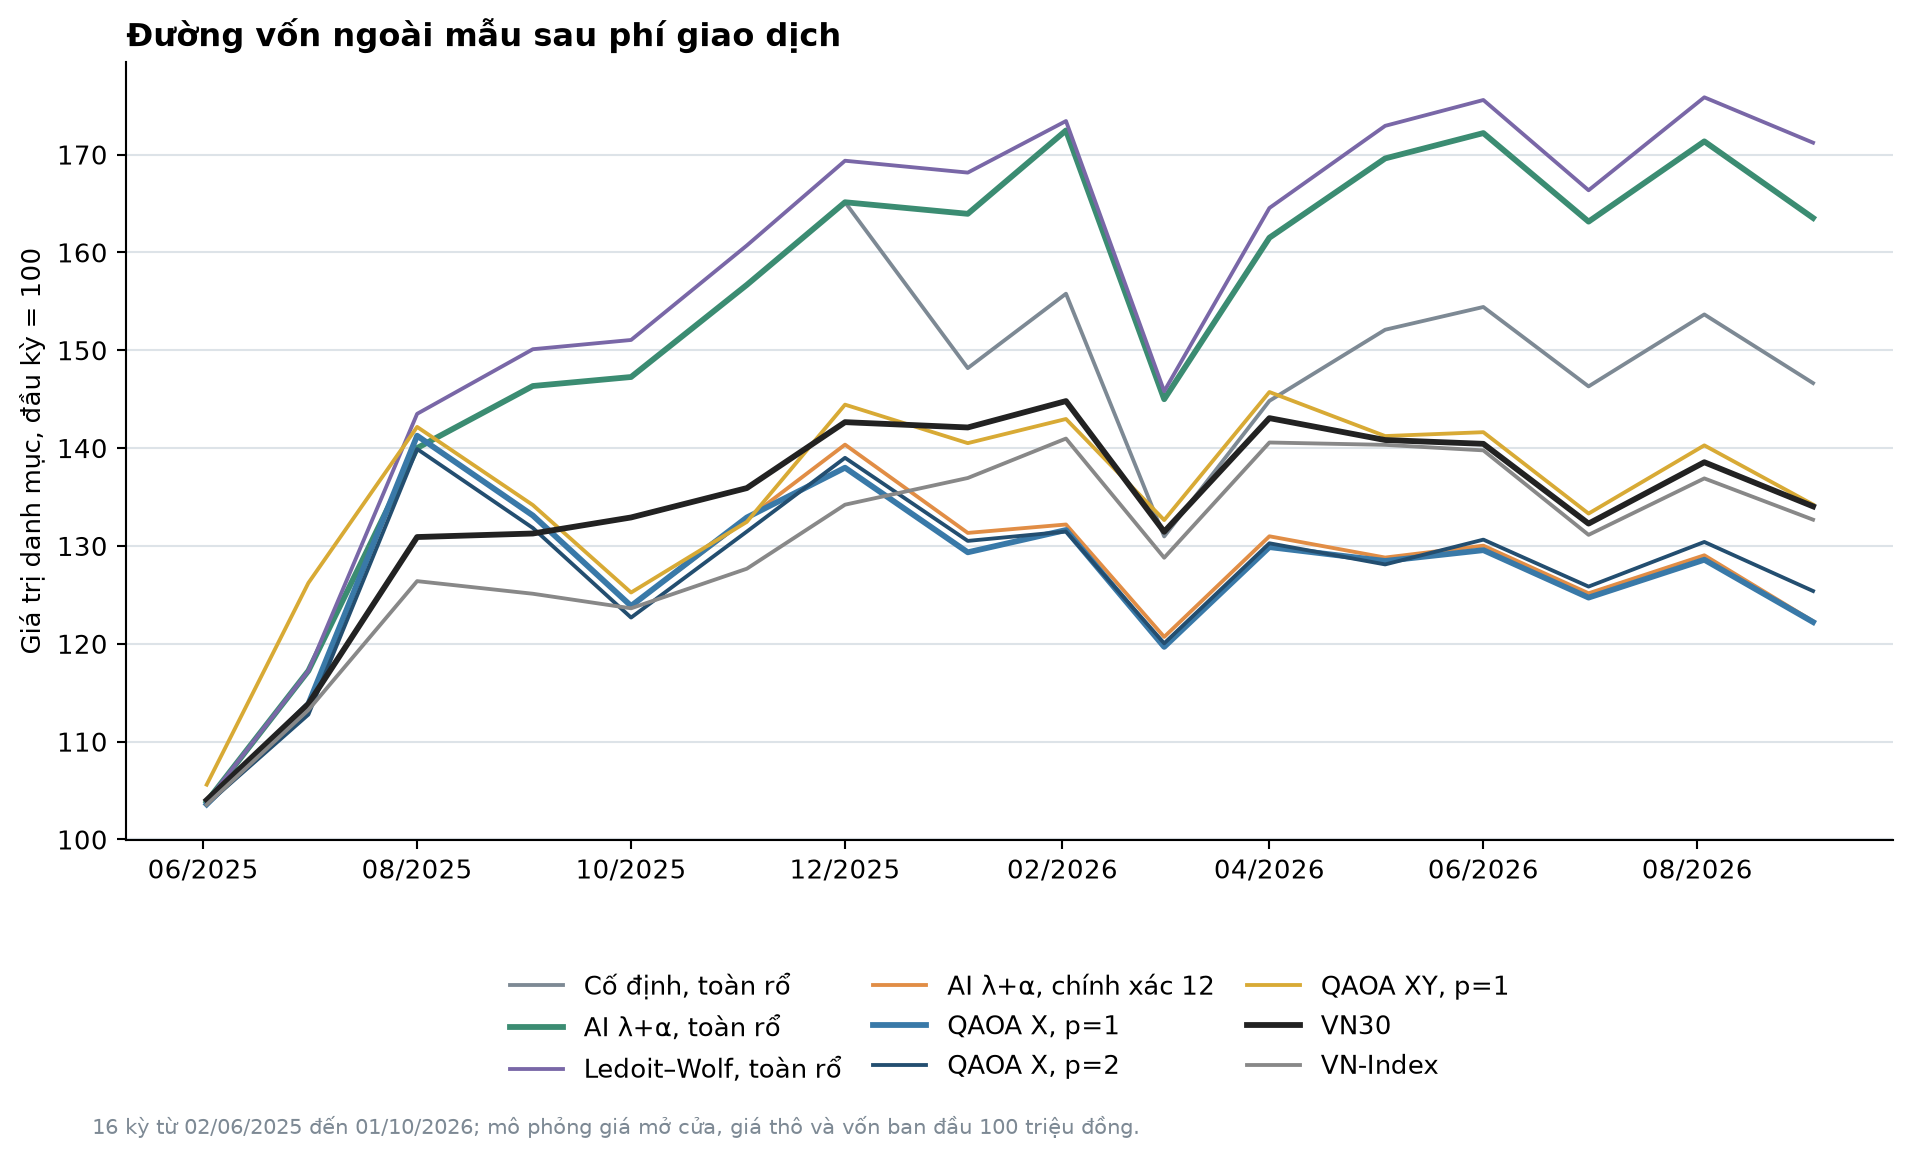 Đường vốn ngoài mẫu sau phí giao dịch
Giá trị danh mục, đầu kỳ = 100
170
160
150
140
130
120
110
100
06/2025
08/2025
10/2025
12/2025
02/2026
04/2026
06/2026
08/2026
Cố định, toàn rổ
AI λ+α, toàn rổ
Ledoit–Wolf, toàn rổ
AI λ+α, chính xác 12
QAOA X, p=1
QAOA X, p=2
QAOA XY, p=1
VN30
VN-Index
16 kỳ từ 02/06/2025 đến 01/10/2026; mô phỏng giá mở cửa, giá thô và vốn ban đầu 100 triệu đồng.